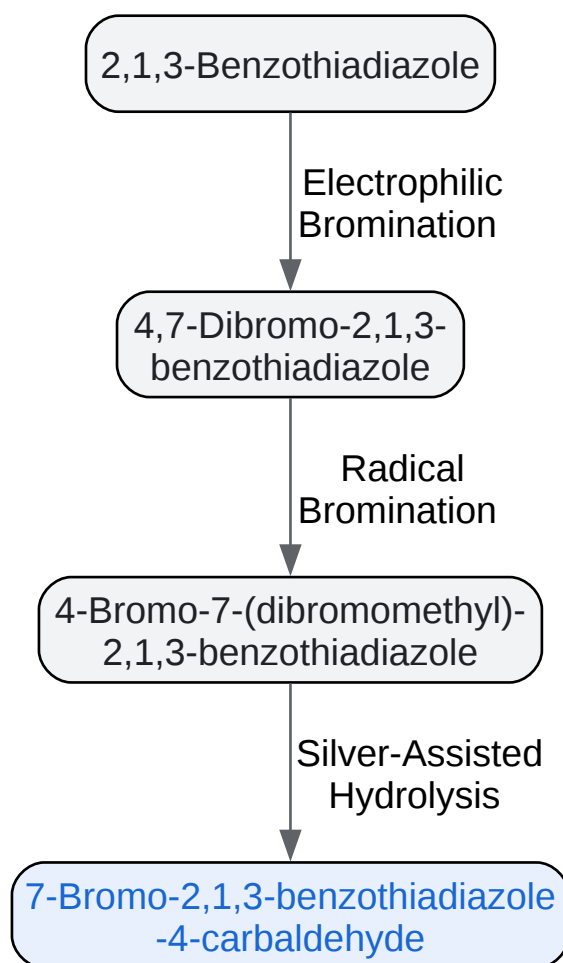 2,1,3-Benzothiadiazole
Electrophilic
Bromination
4,7-Dibromo-2,1,3-
benzothiadiazole
Radical
Bromination
4-Bromo-7-(dibromomethyl)-
2,1,3-benzothiadiazole
Silver-Assisted
Hydrolysis
7-Bromo-2,1,3-benzothiadiazole
-4-carbaldehyde